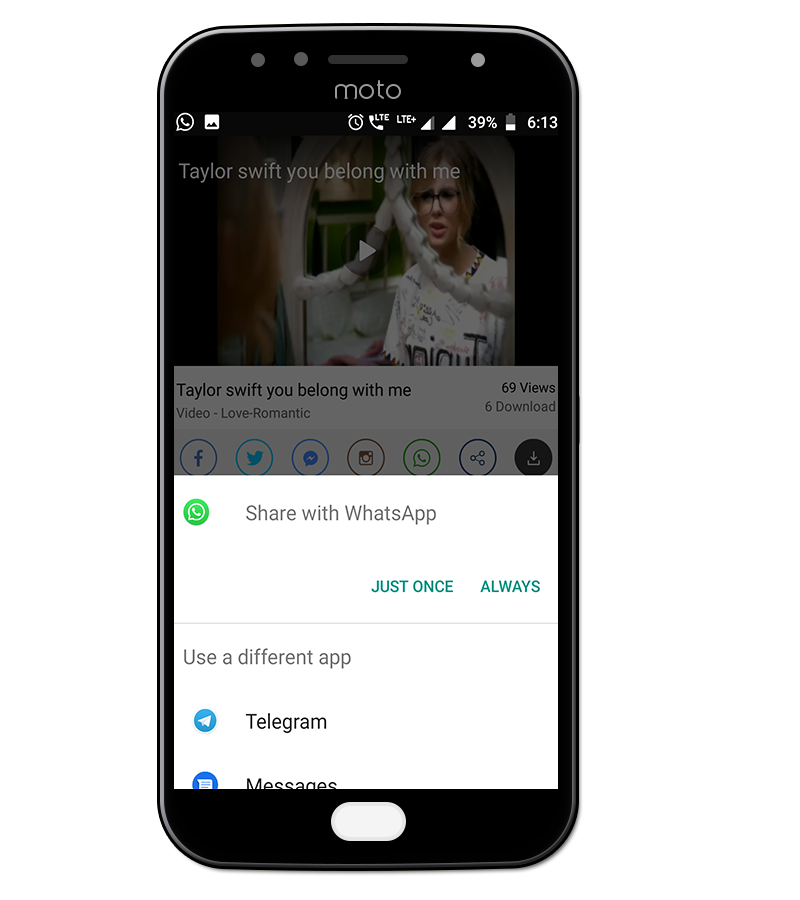 moto
LTE LTE+ 39% 6:13
Taylor swift you belong with me
Taylor swift you belong with me 69 Views
Video - Love-Romantic 6 Download
Share with WhatsApp
JUST ONCE ALWAYS
Use a different app
Telegram
Messages